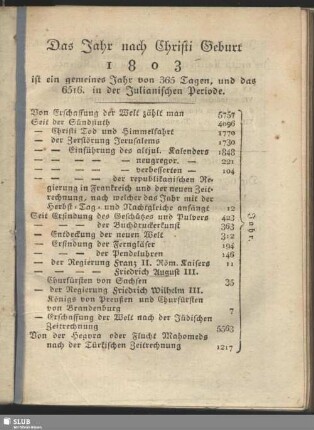 Das Jahr nach Christi Geburt
1803
ist ein gemeines Jahr von 365 Tagen, und das
6516. in der Julianischen Periode.
Von Erschaffung der Welt zählt man 5757
Seit der Sündfluth 4096
— Christi Tod und Himmelfahrt 1770
— der Zerstörung Jerusalems 1730
— — Einführung des altjul. Kalenders 1848
— — — — — neugregor. — 221
— — — — — verbesserten — 104
— — — — der republikanischen Re-
gierung in Frankreich und der neuen Zeit-
rechnung, nach welcher das Jahr mit der
Herbst-Tag- und Nachtgleiche anfängt 12
Seit Erfindung des Geschützes und Pulvers 423
— — — der Buchdruckerkunst 363
— — Entdeckung der neuen Welt 312
— — Erfindung der Ferngläser 194
— — — der Pendeluhren 146
— der Regierung Franz II. Röm. Kaisers 11
— — — — Friedrich August III.
Churfürsten von Sachsen 35
— der Regierung Friedrich Wilhelm III.
Königs von Preußen und Churfürsten
von Brandenburg 7
— Erschaffung der Welt nach der Jüdischen
Zeitrechnung 5563
Von der Hegyra oder Flucht Mahomeds
nach der Türkischen Zeitrechnung 1217
Jahr.
SLUB